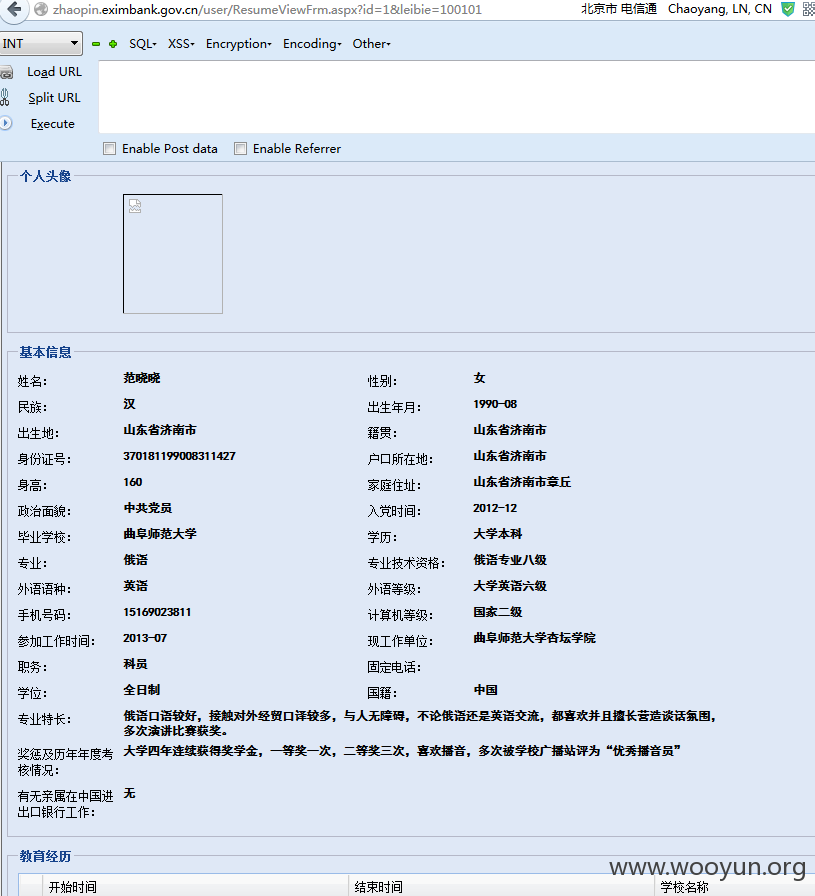 zhaopin.eximbank.gov.cn/user/ResumeViewFrm.aspx?id=1&leibie=100101 北京市 电信通 Chaoyang, LN, CN
INT SQL XSS Encryption Encoding Other
Load URL
Split URL
Execute
Enable Post data Enable Referrer
个人头像
基本信息
姓名: 范晓晓 性别: 女
民族: 汉 出生年月: 1990-08
出生地: 山东省济南市 籍贯: 山东省济南市
身份证号: 370181199008311427 户口所在地: 山东省济南市
身高: 160 家庭住址: 山东省济南市章丘
政治面貌: 中共党员 入党时间: 2012-12
毕业学校: 曲阜师范大学 学历: 大学本科
专业: 俄语 专业技术资格: 俄语专业八级
外语语种: 英语 外语等级: 大学英语六级
手机号码: 15169023811 计算机等级: 国家二级
参加工作时间: 2013-07 现工作单位: 曲阜师范大学杏坛学院
职务: 科员 固定电话:
学位: 全日制 国籍: 中国
专业特长: 俄语口语较好，接触对外经贸口译较多，与人无障碍，不论俄语还是英语交流，都喜欢并且擅长营造谈话氛围，
多次演讲比赛获奖。
奖惩及历年年度考 大学四年连续获得奖学金，一等奖一次，二等奖三次，喜欢播音，多次被学校广播站评为“优秀播音员”
核情况:
有无亲属在中国进 无
出口银行工作:
教育经历
www.wooyun.org
开始时间 结束时间 学校名称